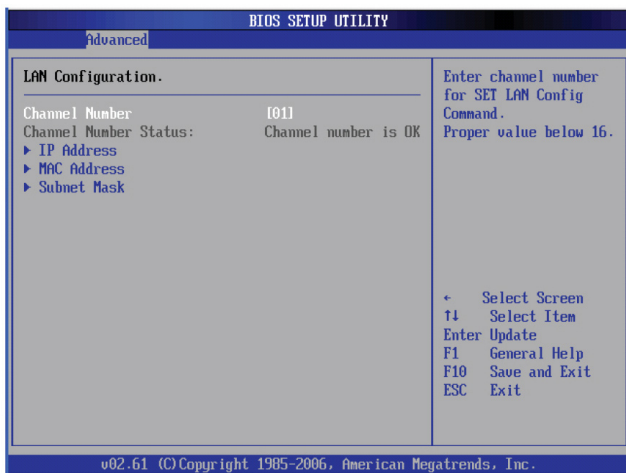 BIOS SETUP UTILITY
Advanced
LAN Configuration.
Channel Number [01]
Channel Number Status: Channel number is OK
▶ IP Address
▶ MAC Address
▶ Subnet Mask
Enter channel number
for SET LAN Config
Command.
Proper value below 16.
← Select Screen
↑↓ Select Item
Enter Update
F1 General Help
F10 Save and Exit
ESC Exit
v02.61 (C)Copyright 1985-2006, American Megatrends, Inc.